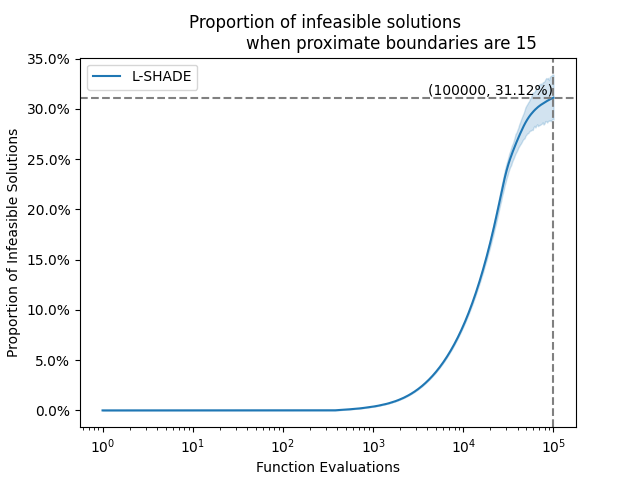 Proportion of infeasible solutions
when proximate boundaries are 15
35.0%
L-SHADE
(100000, 31.12%)
30.0%
25.0%
20.0%
15.0%
10.0%
5.0%
0.0%
Proportion of Infeasible Solutions
10⁰ 10¹ 10² 10³ 10⁴ 10⁵
Function Evaluations